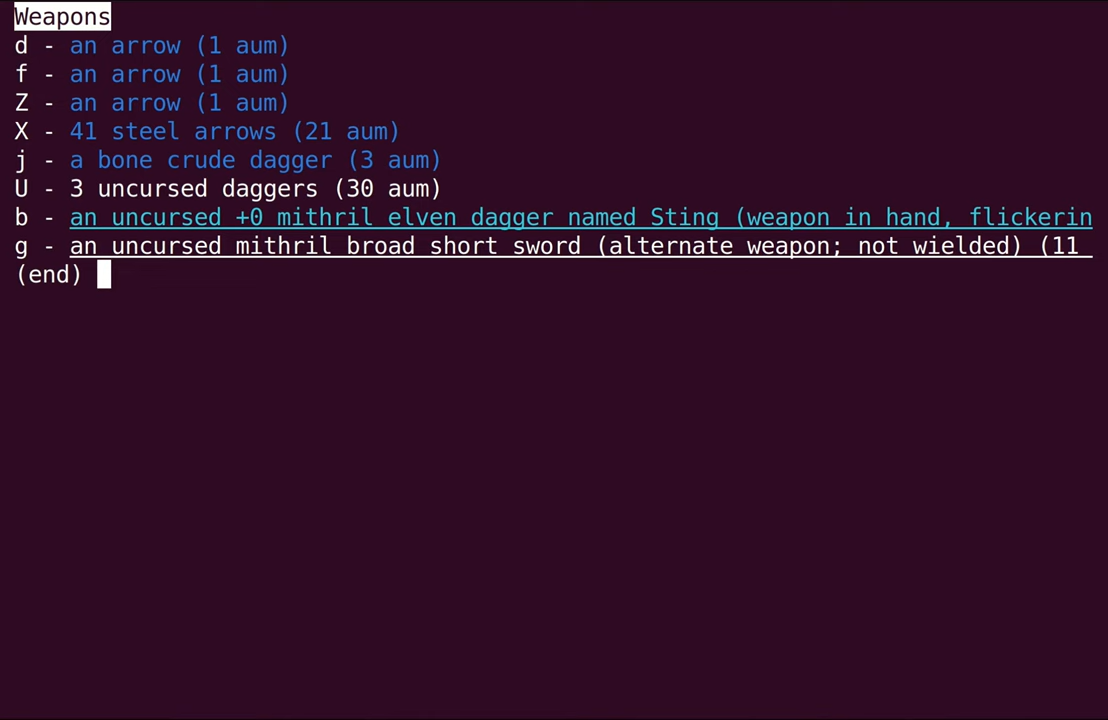 Weapons
d - an arrow (1 aum)
f - an arrow (1 aum)
Z - an arrow (1 aum)
X - 41 steel arrows (21 aum)
j - a bone crude dagger (3 aum)
U - 3 uncursed daggers (30 aum)
b - an uncursed +0 mithril elven dagger named Sting (weapon in hand, flickerin
g - an uncursed mithril broad short sword (alternate weapon; not wielded) (11
(end)